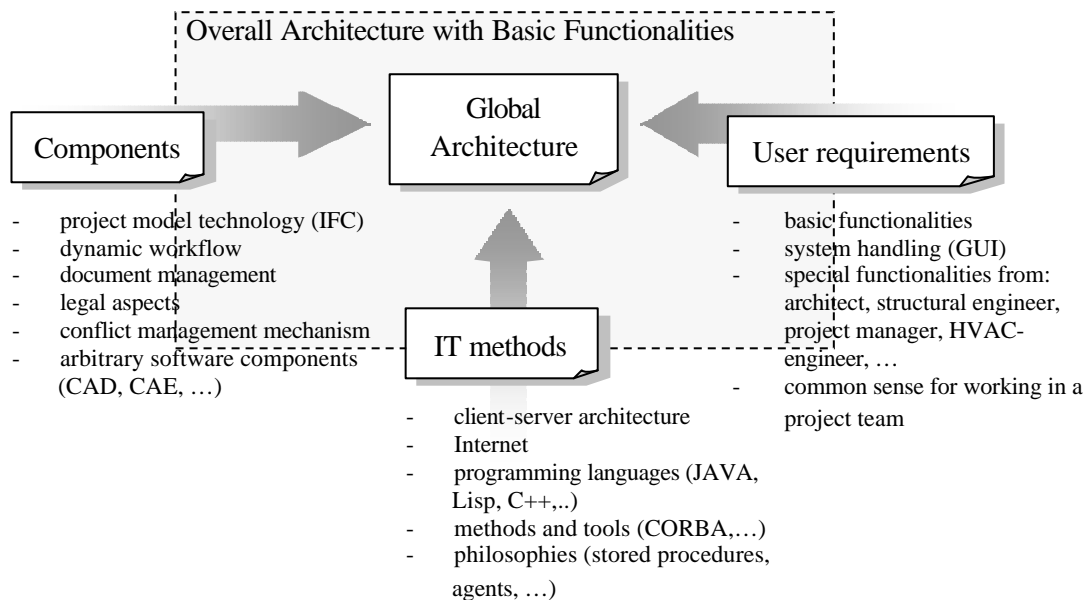 Overall Architecture with Basic Functionalities
Global
Architecture
Components
- project model technology (IFC)
- dynamic workflow
- document management
- legal aspects
- conflict management mechanism
- arbitrary software components
(CAD, CAE, …)
User requirements
- basic functionalities
- system handling (GUI)
- special functionalities from:
architect, structural engineer,
project manager, HVAC-
engineer, …
- common sense for working in a
project team
IT methods
- client-server architecture
- Internet
- programming languages (JAVA,
Lisp, C++,..)
- methods and tools (CORBA,…)
- philosophies (stored procedures,
agents, …)